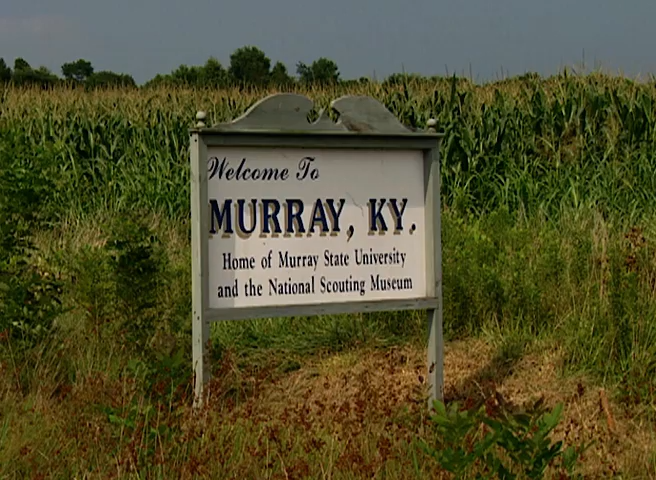 Welcome To
MURRAY, KY.
Home of Murray State University
and the National Scouting Museum